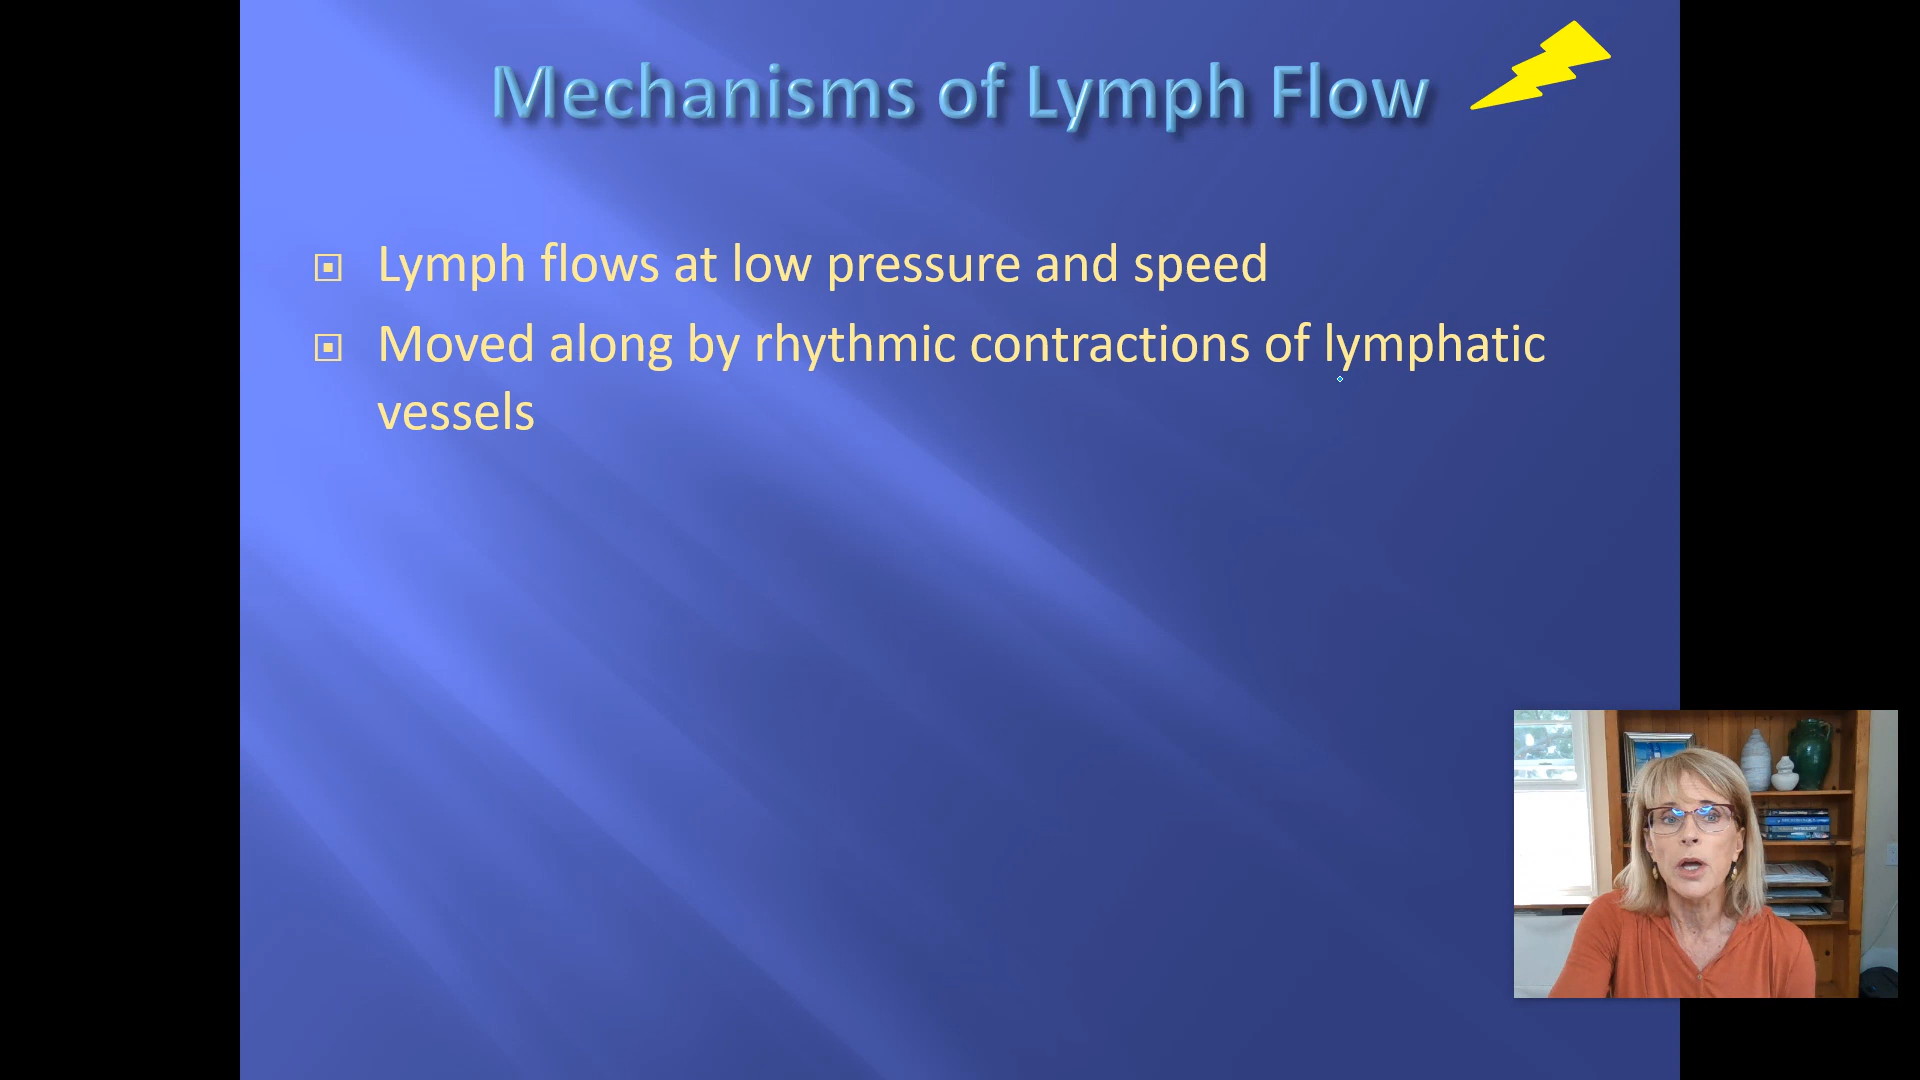 Mechanisms of Lymph Flow
Lymph flows at low pressure and speed
Moved along by rhythmic contractions of lymphatic
vessels